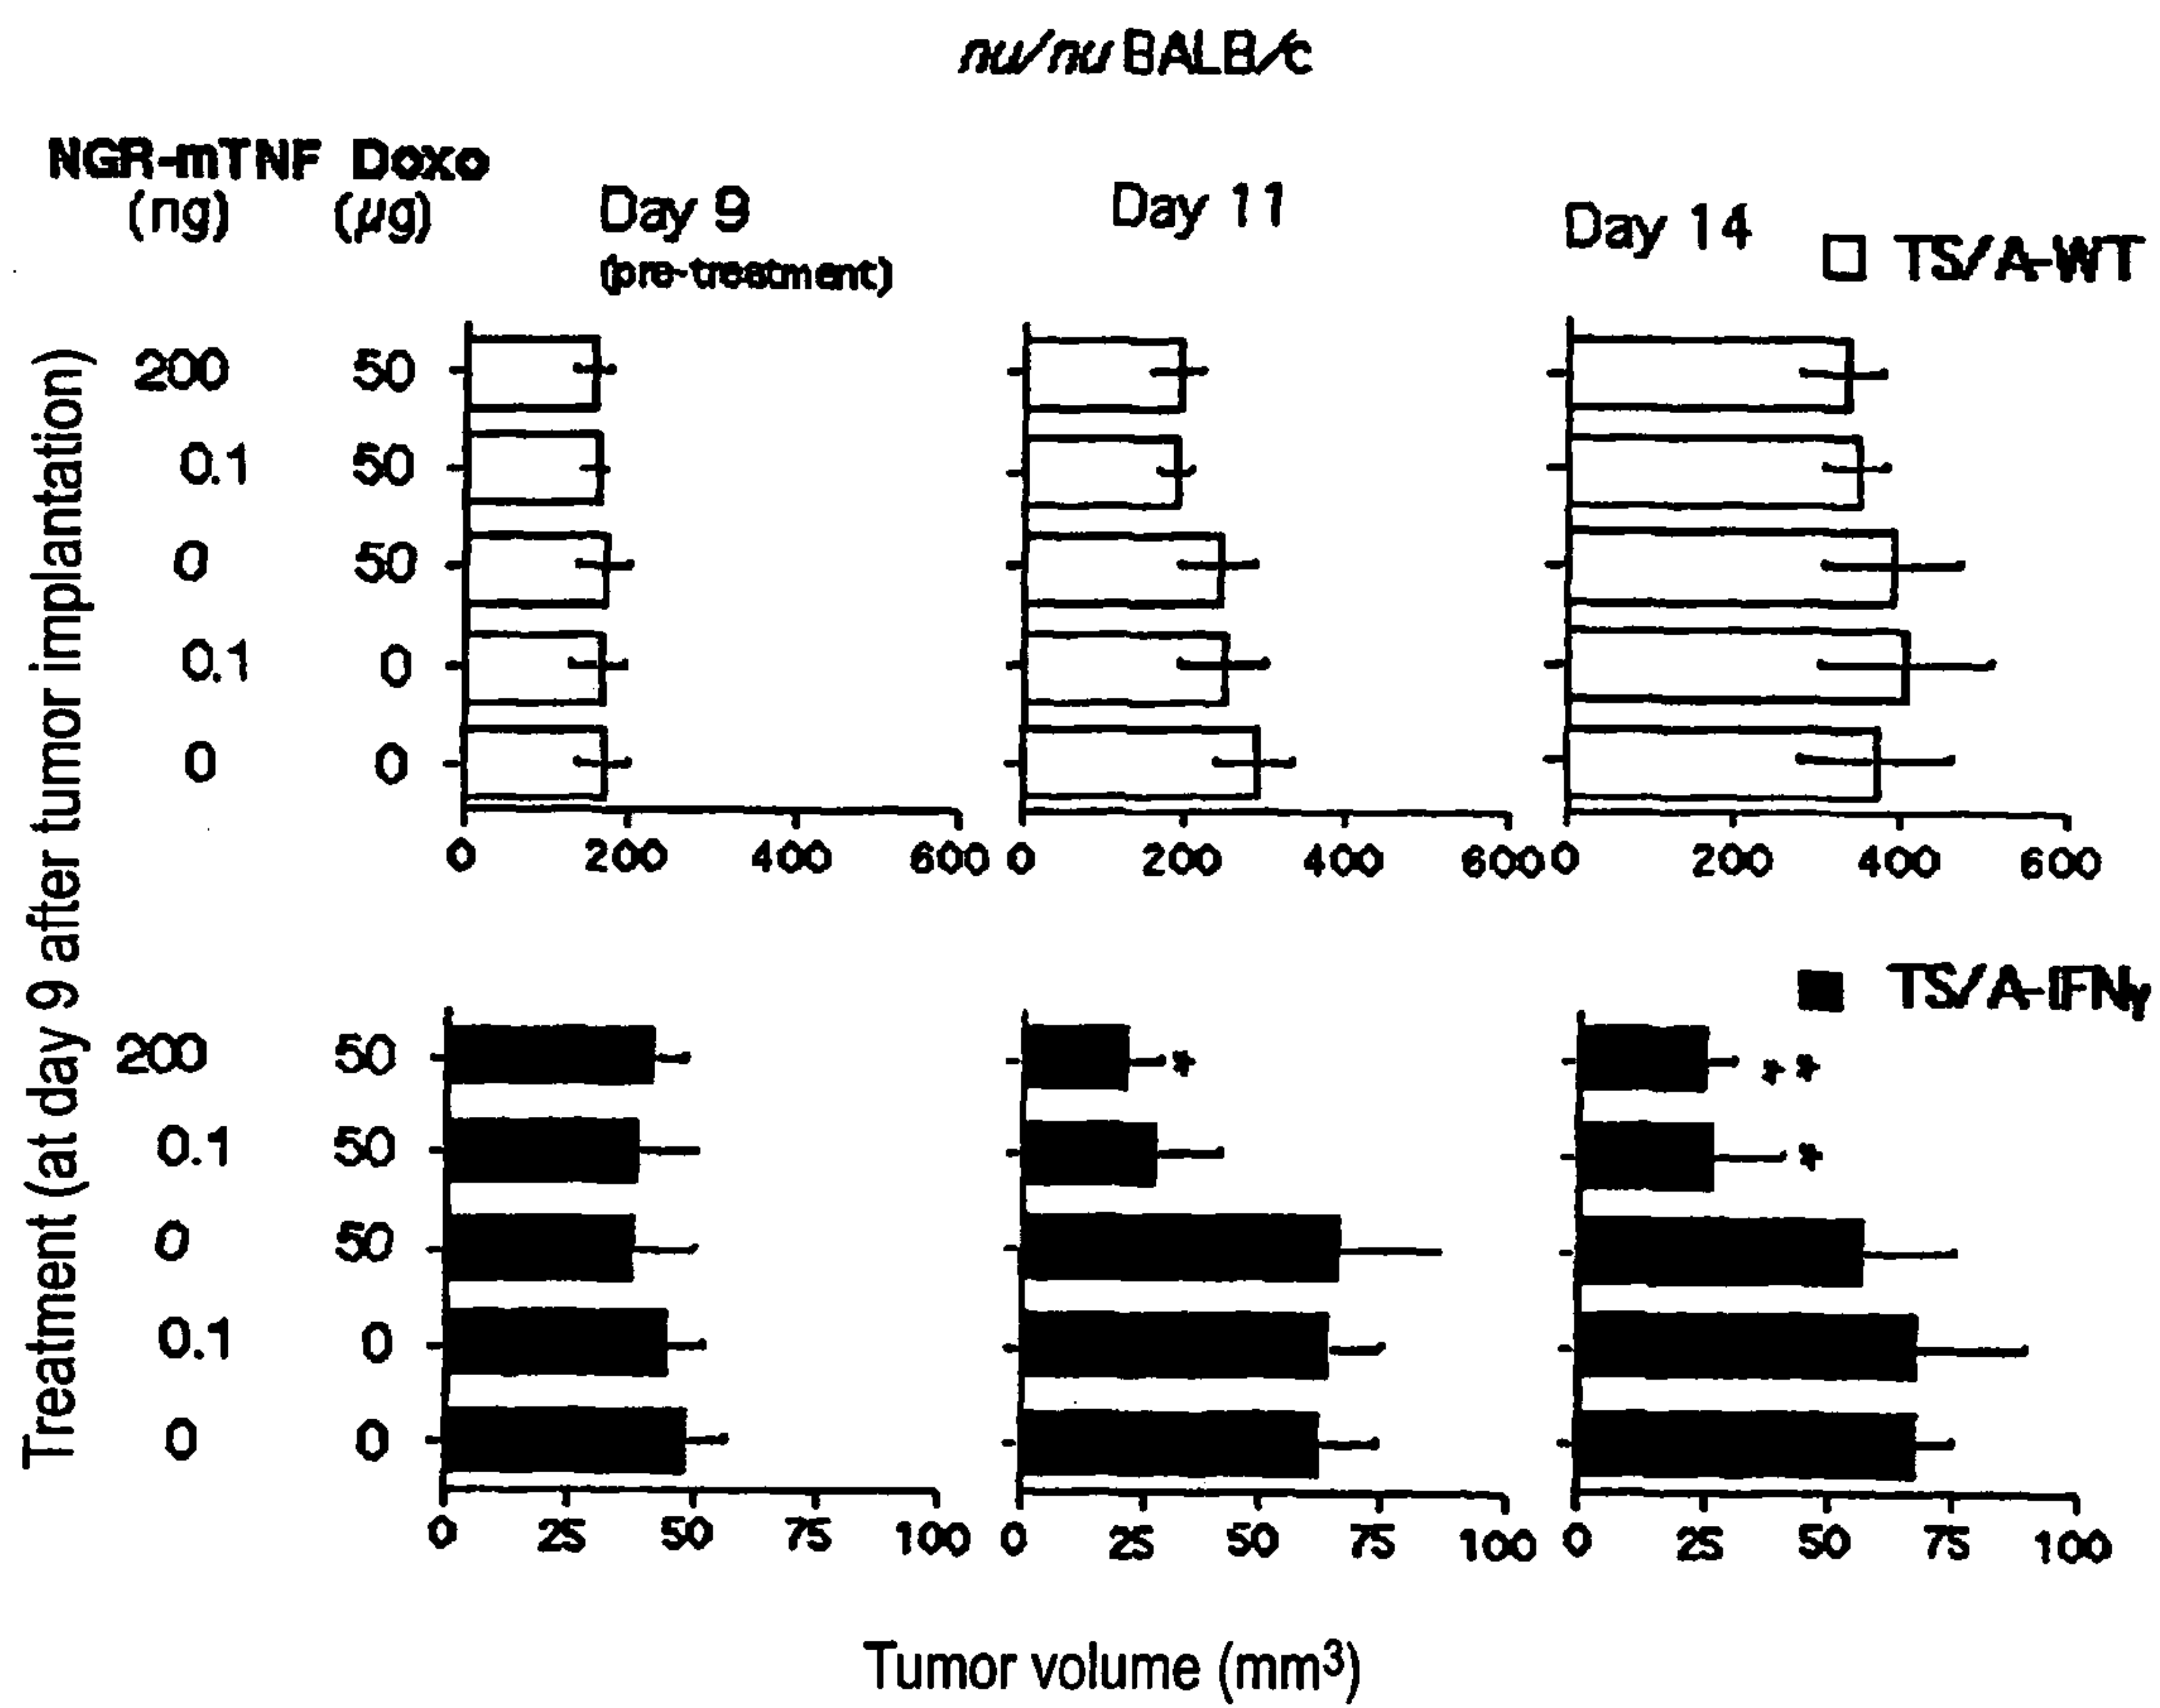 nu/nu BALB/c
NGR-mTNF Doxo
(ng) (µg)
Day 9
(pre-treatment)
Day 11
Day 14
TS/A-WT
Treatment (at day 9 after tumor implantation)
200 50
0.1 50
0 50
0.1 0
0 0
0 200 400 600 0 200 400 600 0 200 400 600
TS/A-IFNγ
200 50 * **
0.1 50 *
0 50
0.1 0
0 0
0 25 50 75 100 0 25 50 75 100 0 25 50 75 100
Tumor volume (mm³)